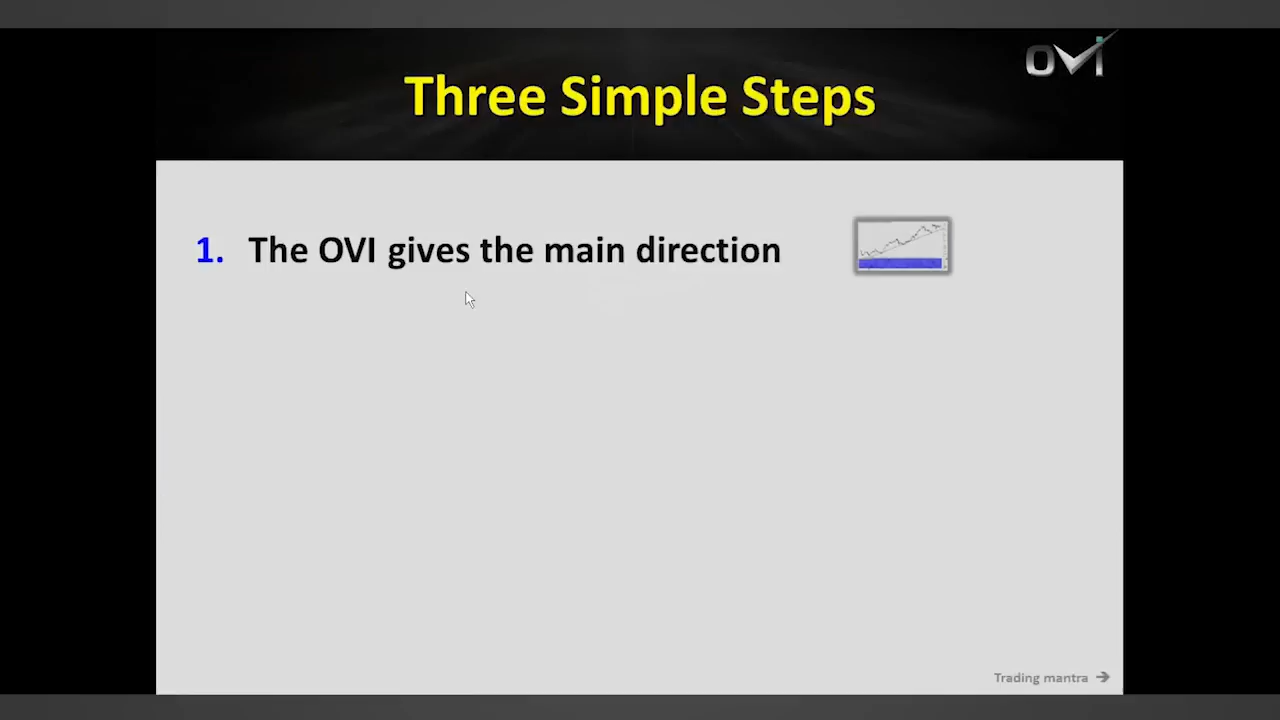 OVI
Three Simple Steps
1. The OVI gives the main direction
Trading mantra →